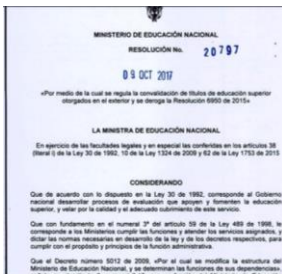 MINISTERIO DE EDUCACIÓN NACIONAL
RESOLUCIÓN No. 20797
09 OCT 2017
«Por medio de la cual se regula la convalidación de títulos de educación superior
otorgados en el exterior y se deroga la Resolución 6950 de 2015»
LA MINISTRA DE EDUCACIÓN NACIONAL
En ejercicio de las facultades legales y en especial las conferidas en los artículos 38
(literal i) de la Ley 30 de 1992, 15 de la Ley 1324 de 2009 y 62 de la Ley 1753 de 2015
CONSIDERANDO
Que de acuerdo con lo dispuesto en la Ley 30 de 1992, corresponde al Gobierno
nacional desarrollar procesos de evaluación que apoyen y fomenten la educación
superior, y velar por la calidad y el adecuado cubrimiento de este servicio.
Que con fundamento en el numeral 3º del artículo 59 de la Ley 489 de 1998, le
corresponde a los Ministerios cumplir las funciones y atender los servicios asignados, y
dictar las normas necesarias en desarrollo de la ley y de los decretos respectivos, para
cumplir con el propósito y principios de la función administrativa.
Que el Decreto número 5012 de 2009, «Por el cual se modifica la estructura del
Ministerio de Educación Nacional, y se determinan las funciones de sus dependencias»,